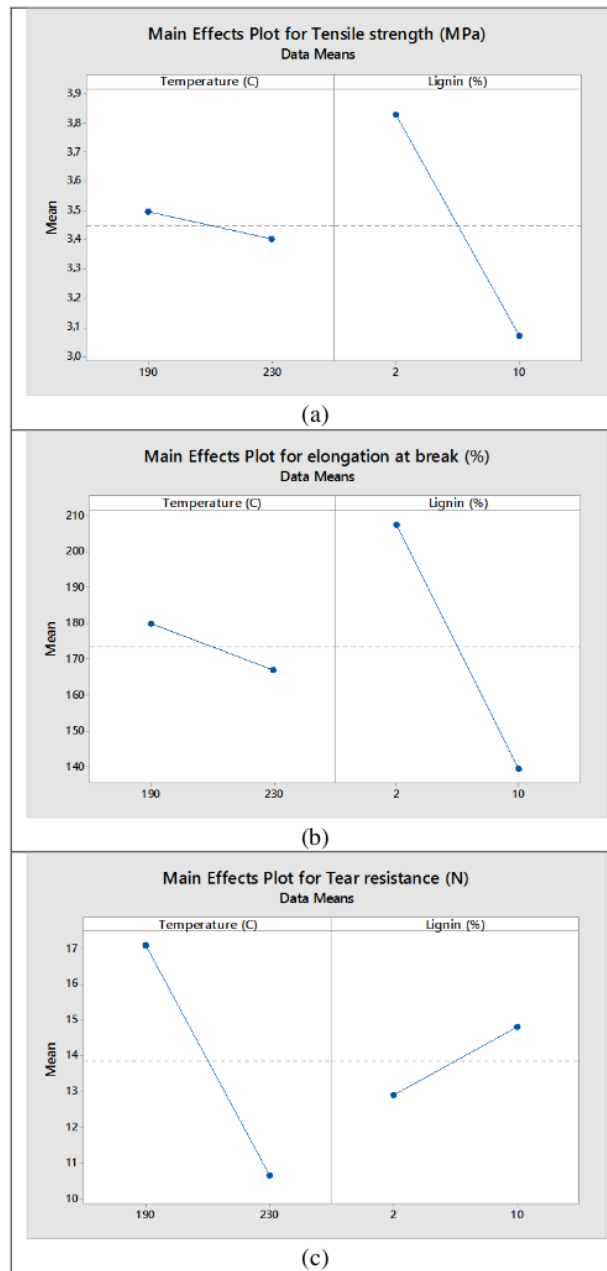 Main Effects Plot for Tensile strength (MPa)
Data Means
Temperature (C) Lignin (%)
3,9
3,8
3,7
3,6
3,5
3,4
3,3
3,2
3,1
3,0
Mean
190 230 2 10
(a)
Main Effects Plot for elongation at break (%)
Data Means
Temperature (C) Lignin (%)
210
200
190
180
170
160
150
140
Mean
190 230 2 10
(b)
Main Effects Plot for Tear resistance (N)
Data Means
Temperature (C) Lignin (%)
17
16
15
14
13
12
11
10
Mean
190 230 2 10
(c)